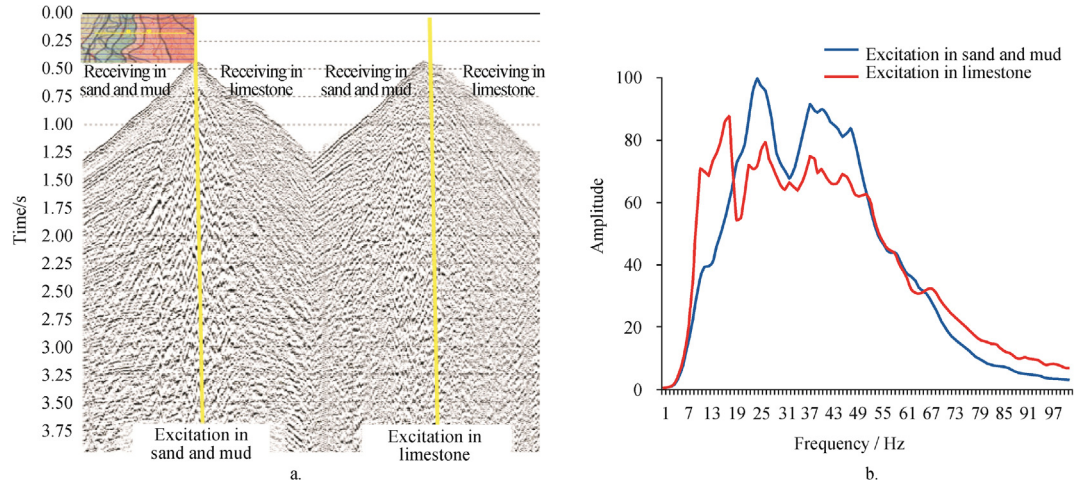 a.
0.00
0.25
0.50
0.75
1.00
1.25
1.50
1.75
2.00
2.25
2.50
2.75
3.00
3.25
3.50
3.75
Time/s
Receiving in
sand and mud
Receiving in
limestone
Receiving in
sand and mud
Receiving in
limestone
Excitation in
sand and mud
Excitation in
limestone
a.
b.
Excitation in sand and mud
Excitation in limestone
100
80
60
40
20
0
Amplitude
1 7 13 19 25 31 37 43 49 55 61 67 73 79 85 91 97
Frequency / Hz
b.